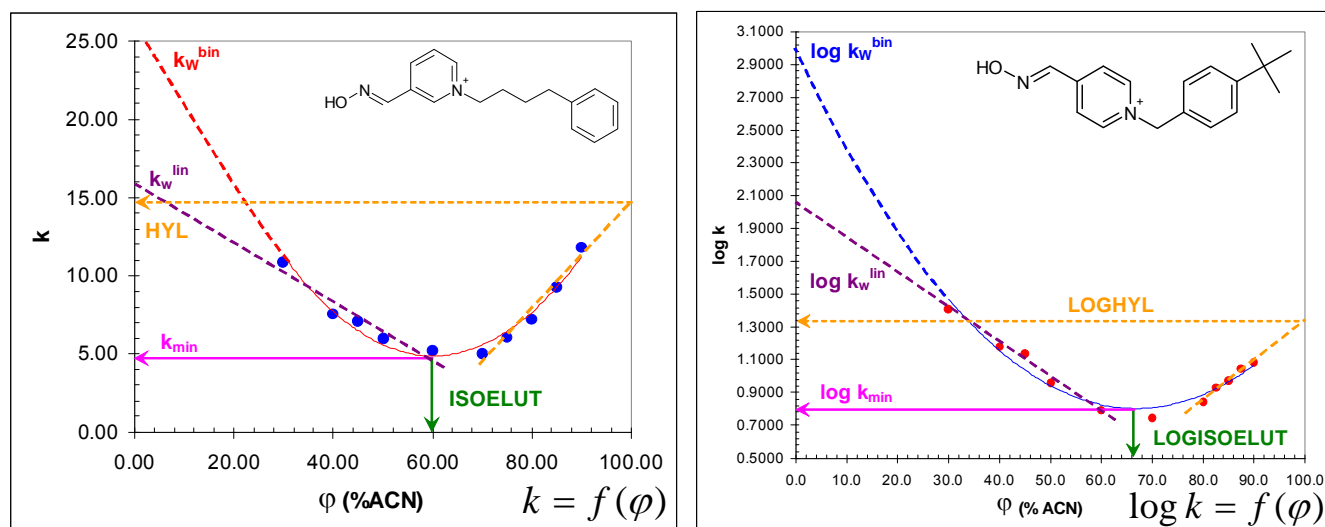 25.00
20.00
15.00
10.00
5.00
0.00
k
k_w^bin
k_w^lin
HYL
k_min
ISOELUT
HO
N
N
+
0.00 20.00 40.00 60.00 80.00 100.00
φ (%ACN)
k = f(φ)
3.1000
2.9000
2.7000
2.5000
2.3000
2.1000
1.9000
1.7000
1.5000
1.3000
1.1000
0.9000
0.7000
0.5000
log k
log k_w^bin
log k_w^lin
LOGHYL
log k_min
LOGISOELUT
HO
N
N
+
0.0 10.0 20.0 30.0 40.0 50.0 60.0 70.0 80.0 90.0 100.0
φ (% ACN)
log k = f(φ)